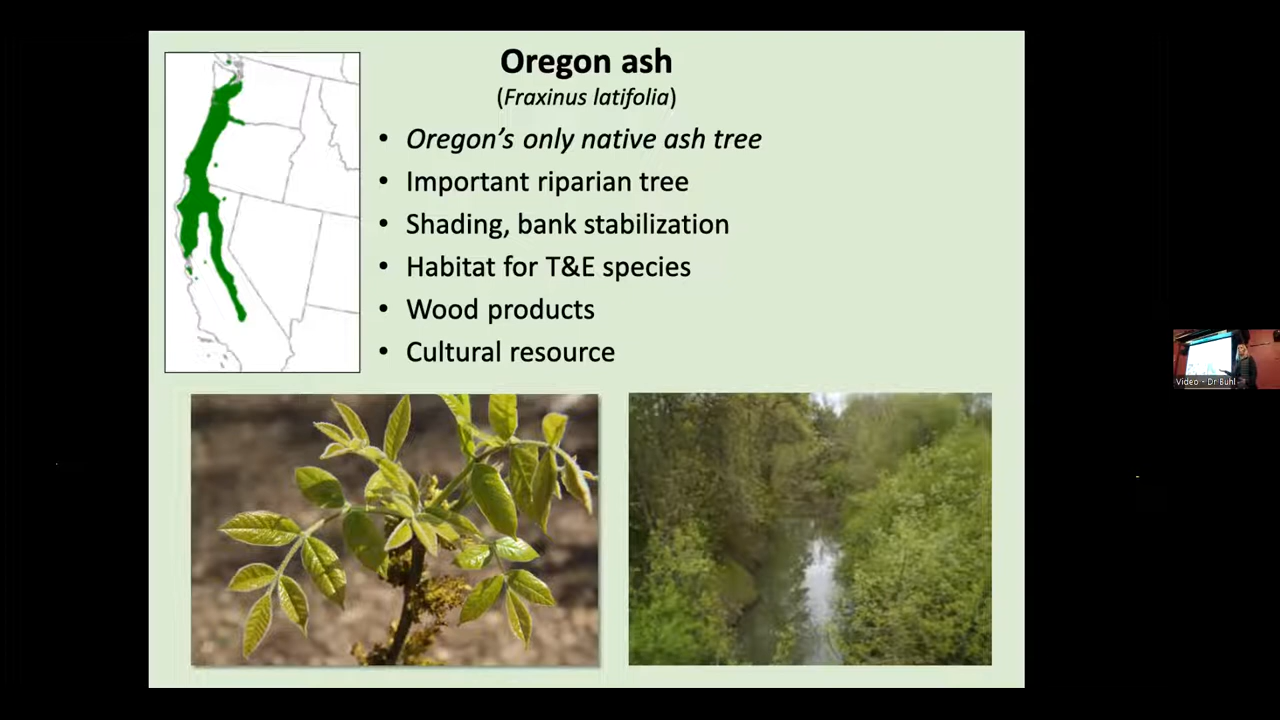 Oregon ash
(Fraxinus latifolia)
• Oregon's only native ash tree
• Important riparian tree
• Shading, bank stabilization
• Habitat for T&E species
• Wood products
• Cultural resource
Video - Dr Buhl